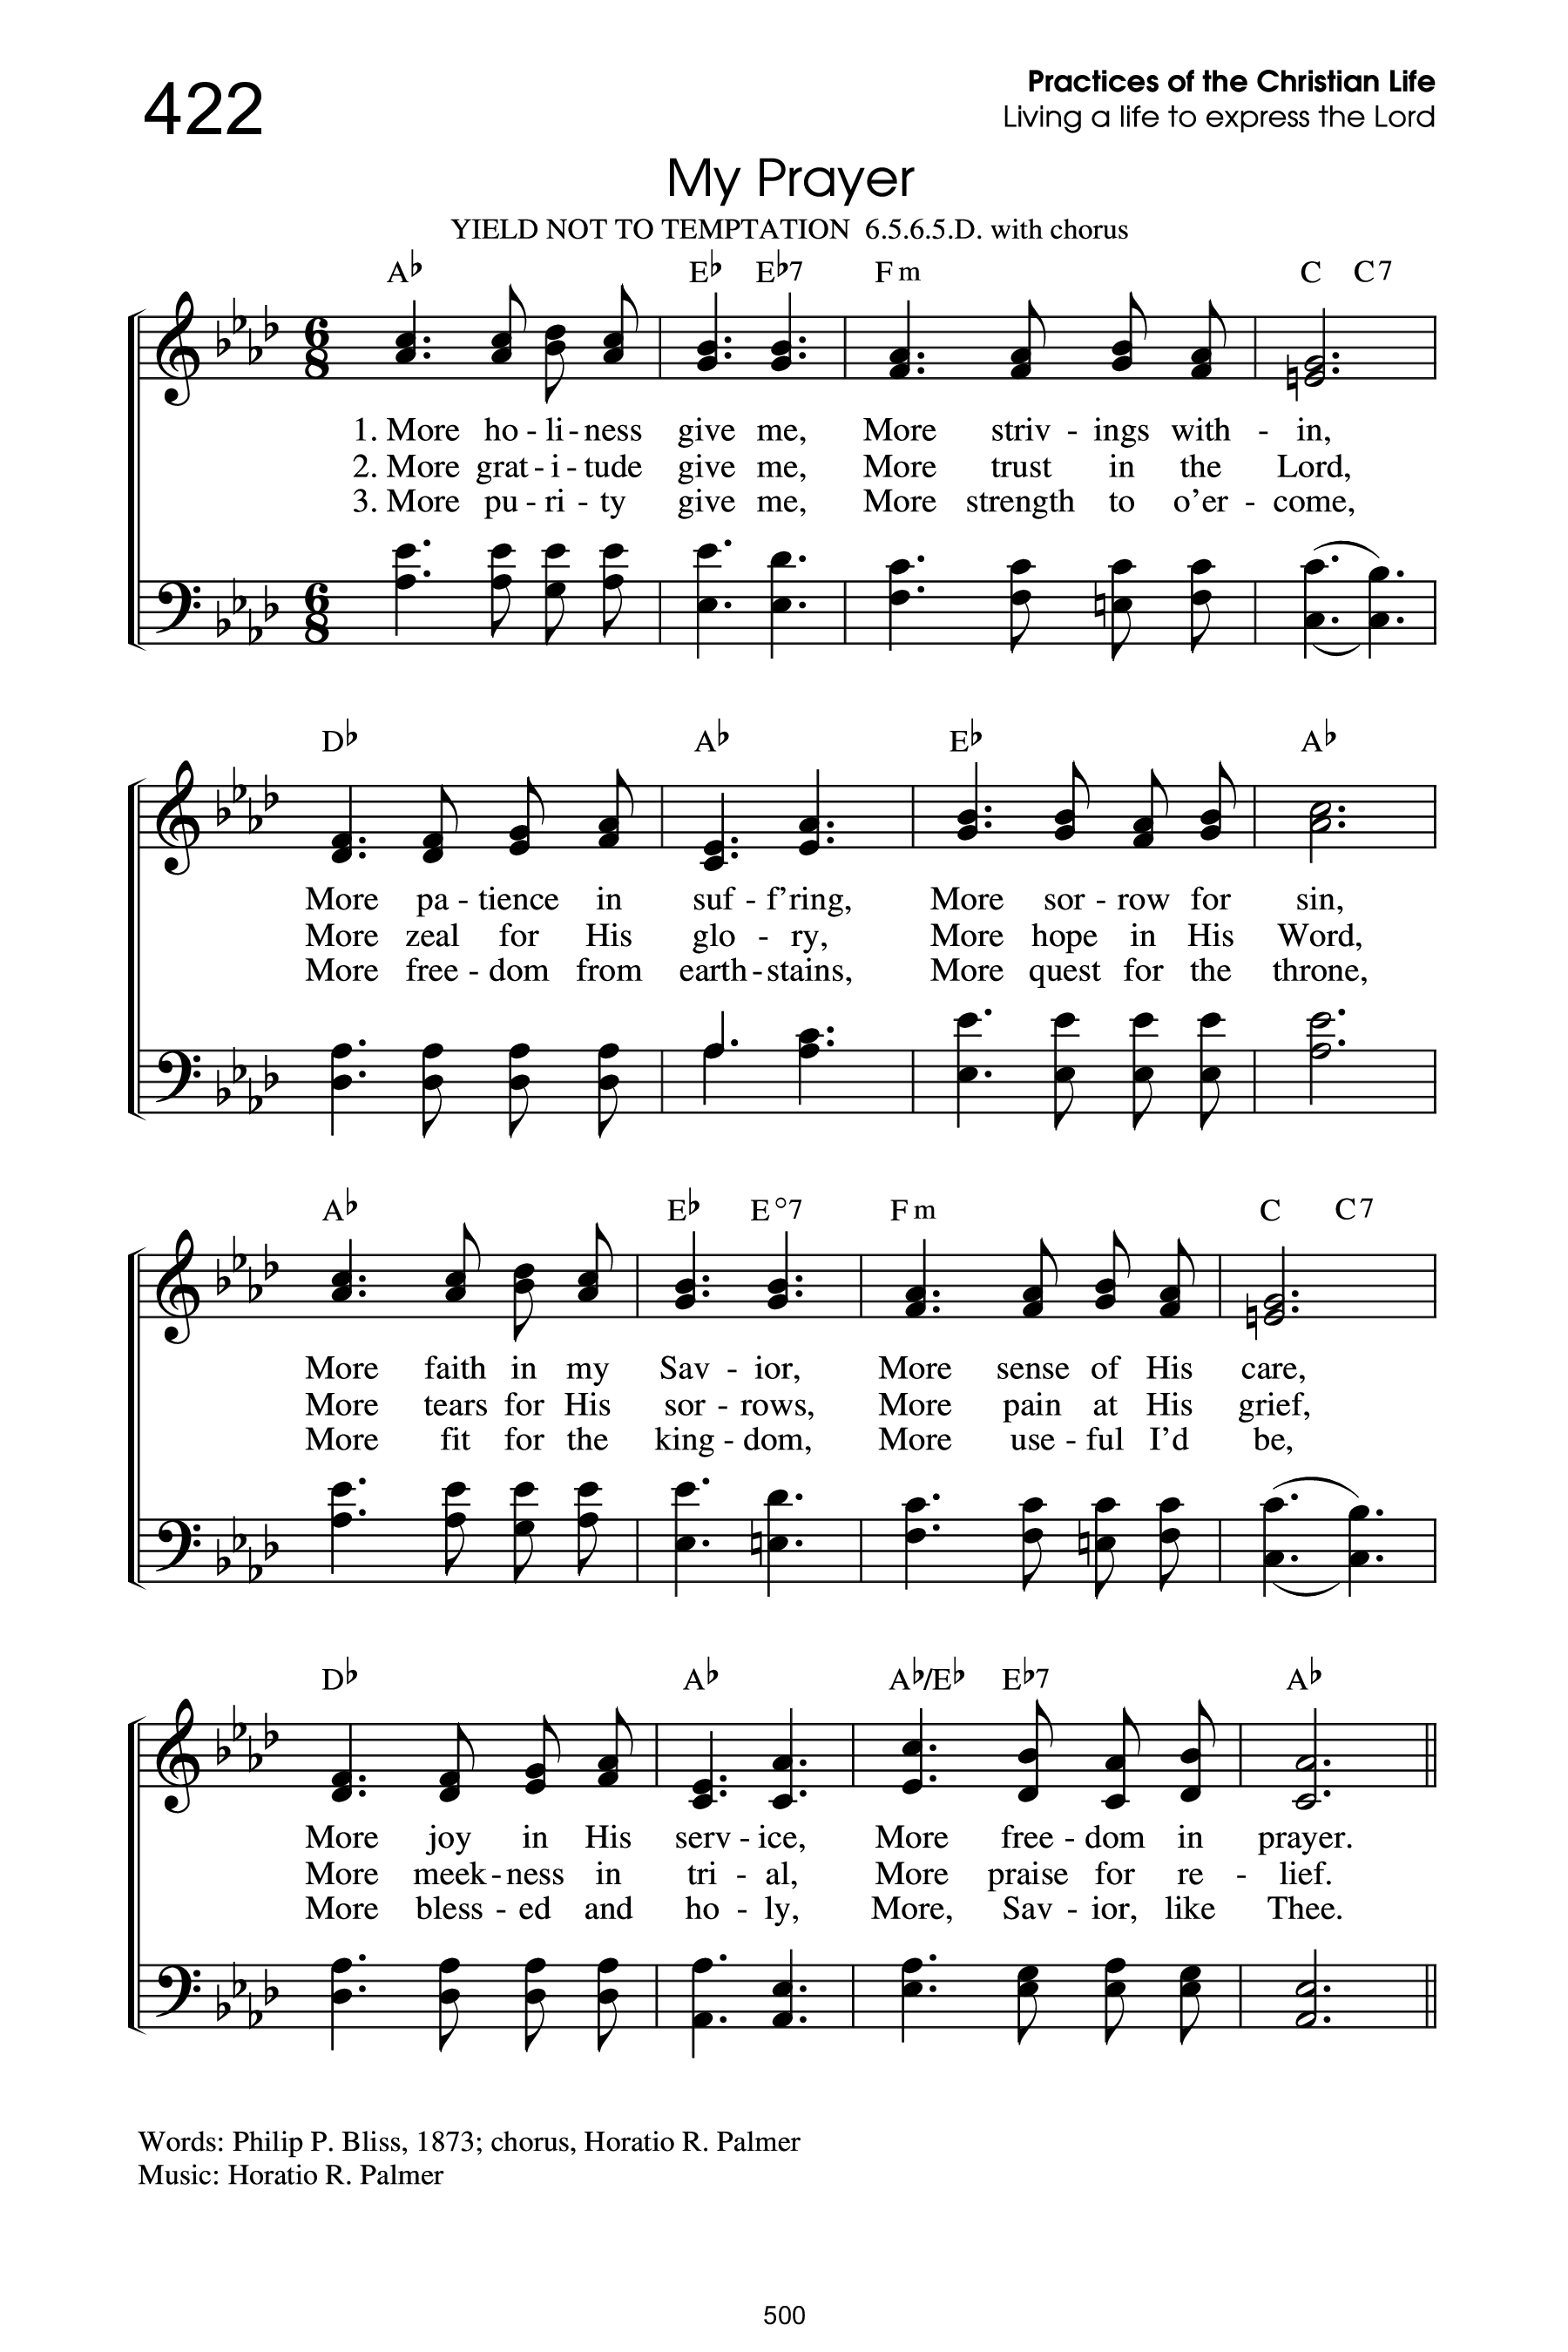 422
Practices of the Christian Life
Living a life to express the Lord
My Prayer
YIELD NOT TO TEMPTATION 6.5.6.5.D. with chorus
A♭ E♭ E♭7 Fm C C7
1. More ho - li - ness give me, More striv - ings with - in,
2. More grat - i - tude give me, More trust in the Lord,
3. More pu - ri - ty give me, More strength to o’er - come,
D♭ A♭ E♭ A♭
More pa - tience in suf - f’ring, More sor - row for sin,
More zeal for His glo - ry, More hope in His Word,
More free - dom from earth - stains, More quest for the throne,
A♭ E♭ E°7 Fm C C7
More faith in my Sav - ior, More sense of His care,
More tears for His sor - rows, More pain at His grief,
More fit for the king - dom, More use - ful I’d be,
D♭ A♭ A♭/E♭ E♭7 A♭
More joy in His serv - ice, More free - dom in prayer.
More meek - ness in tri - al, More praise for re - lief.
More bless - ed and ho - ly, More, Sav - ior, like Thee.
Words: Philip P. Bliss, 1873; chorus, Horatio R. Palmer
Music: Horatio R. Palmer
500